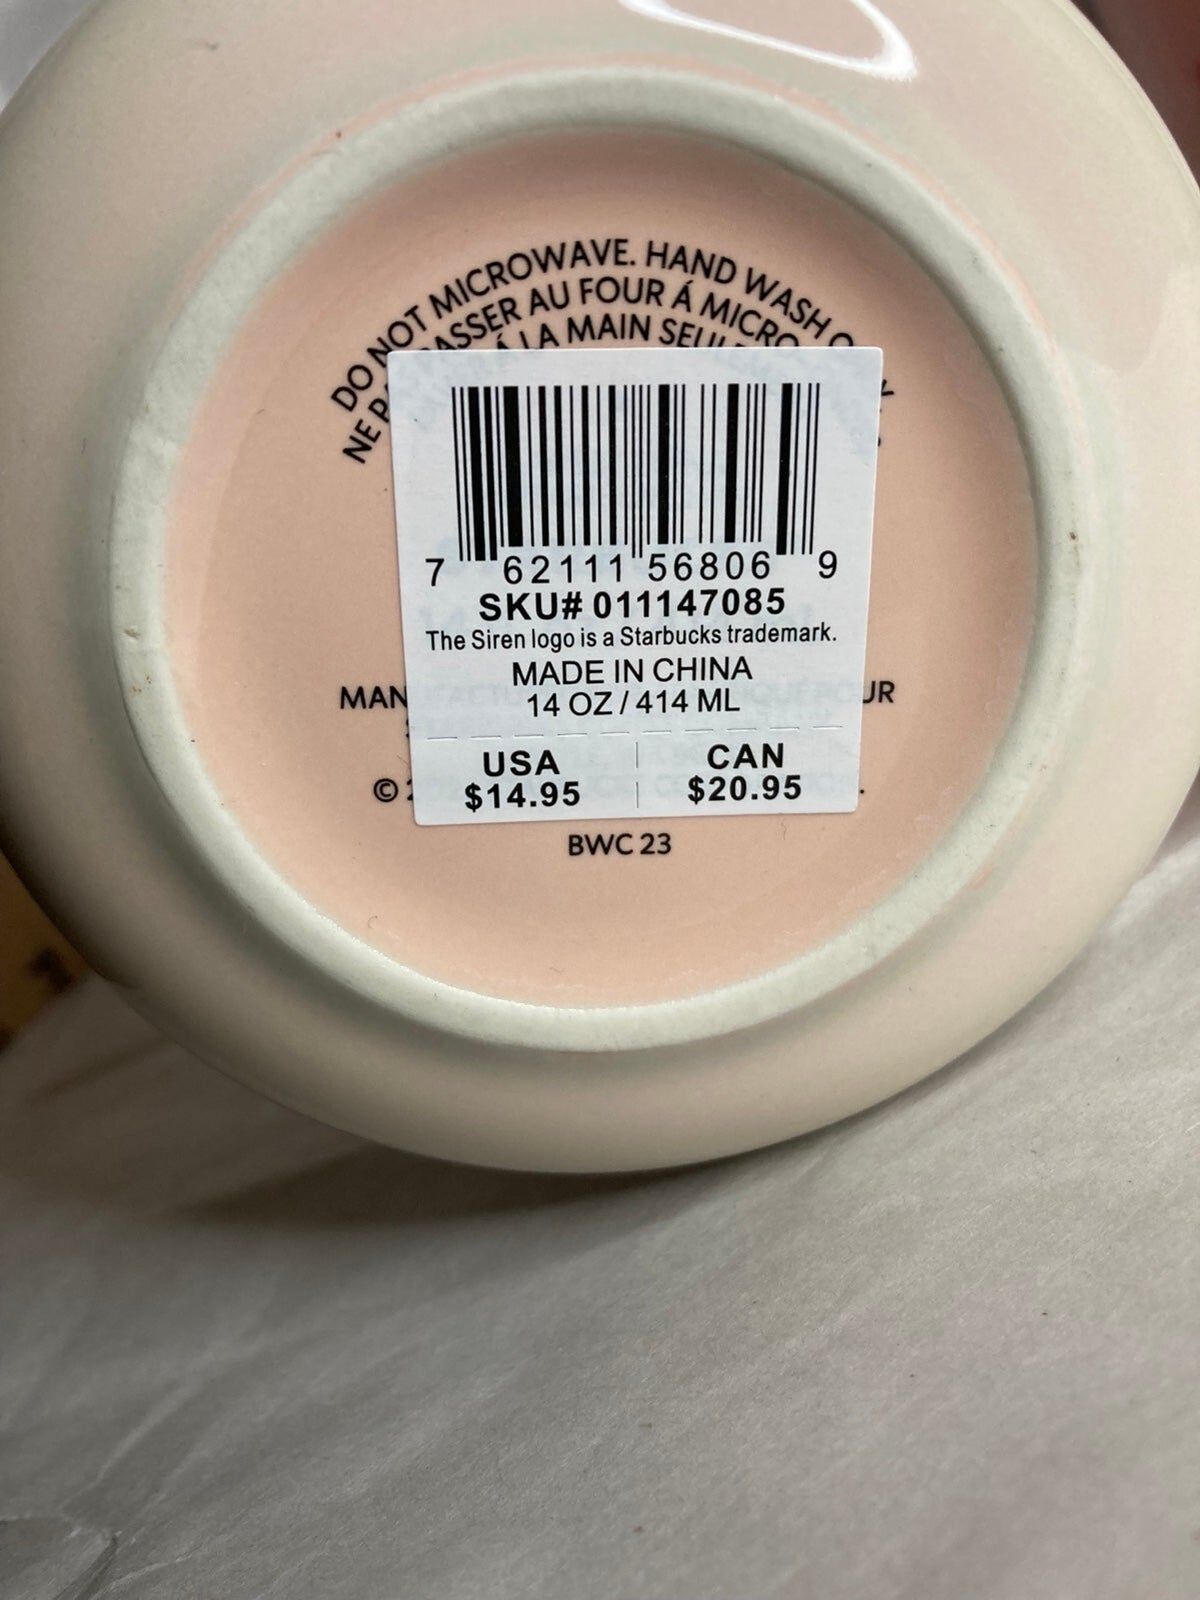 DO NOT MICROWAVE. HAND WASH
NE PASSER AU FOUR Á MICRO
Á LA MAIN
7 62111 56806 9
SKU# 011147085
The Siren logo is a Starbucks trademark.
MADE IN CHINA
14 OZ / 414 ML
USA CAN
$14.95 $20.95
©
BWC 23